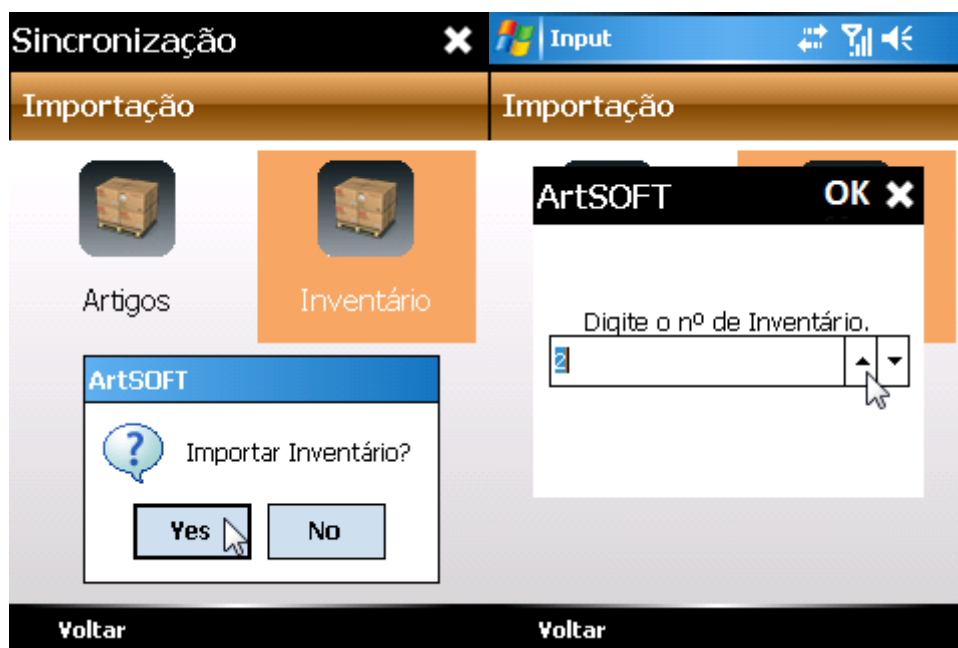 Sincronização
Importação
Artigos
Inventário
ArtSOFT
Importar Inventário?
Yes
No
Voltar
Input
Importação
ArtSOFT OK
Digite o nº de Inventário.
2
Voltar